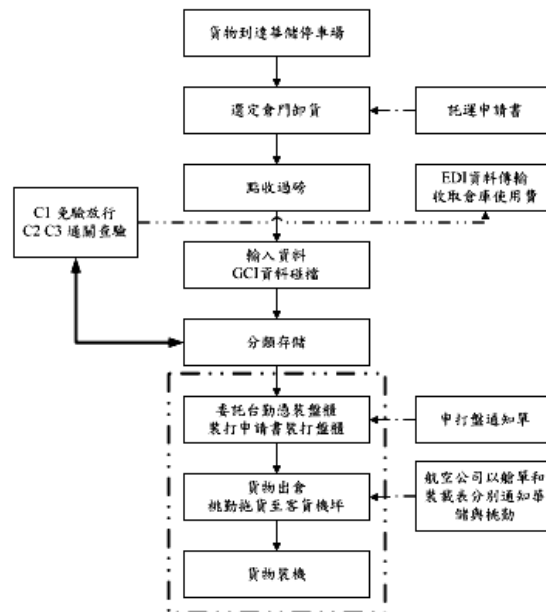 貨物到達華儲停車場
選定倉門卸貨
託運申請書
點收過磅
EDI資料傳輸
收取倉庫使用費
C1 免驗放行
C2 C3 通關查驗
輸入資料
GCI資料碰檔
分類存儲
委託台勤憑裝盤櫃
裝打申請書裝打盤櫃
申打盤通知單
貨物出倉
桃勤拖貨至客貨機坪
航空公司以艙單和
裝載表分別通知華
儲與桃勤
貨物裝機